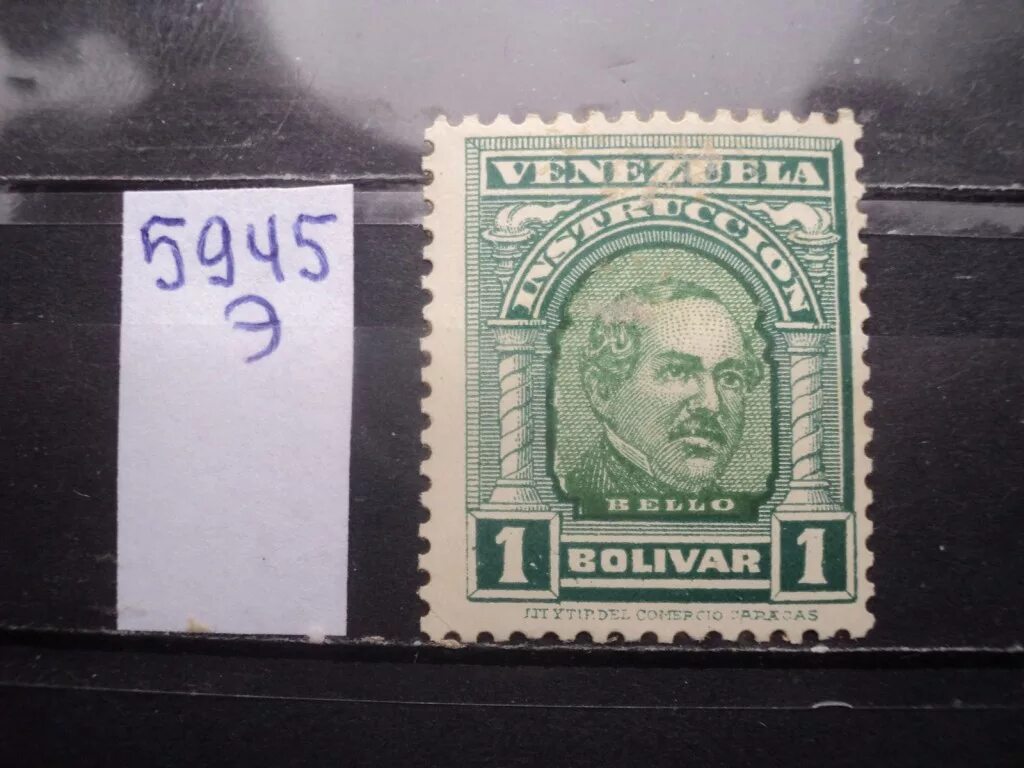 5945
Э
VENEZUELA
INSTRUCCION
BELLO
1 BOLIVAR 1
LIT Y TIP. DEL COMERCIO CARACAS